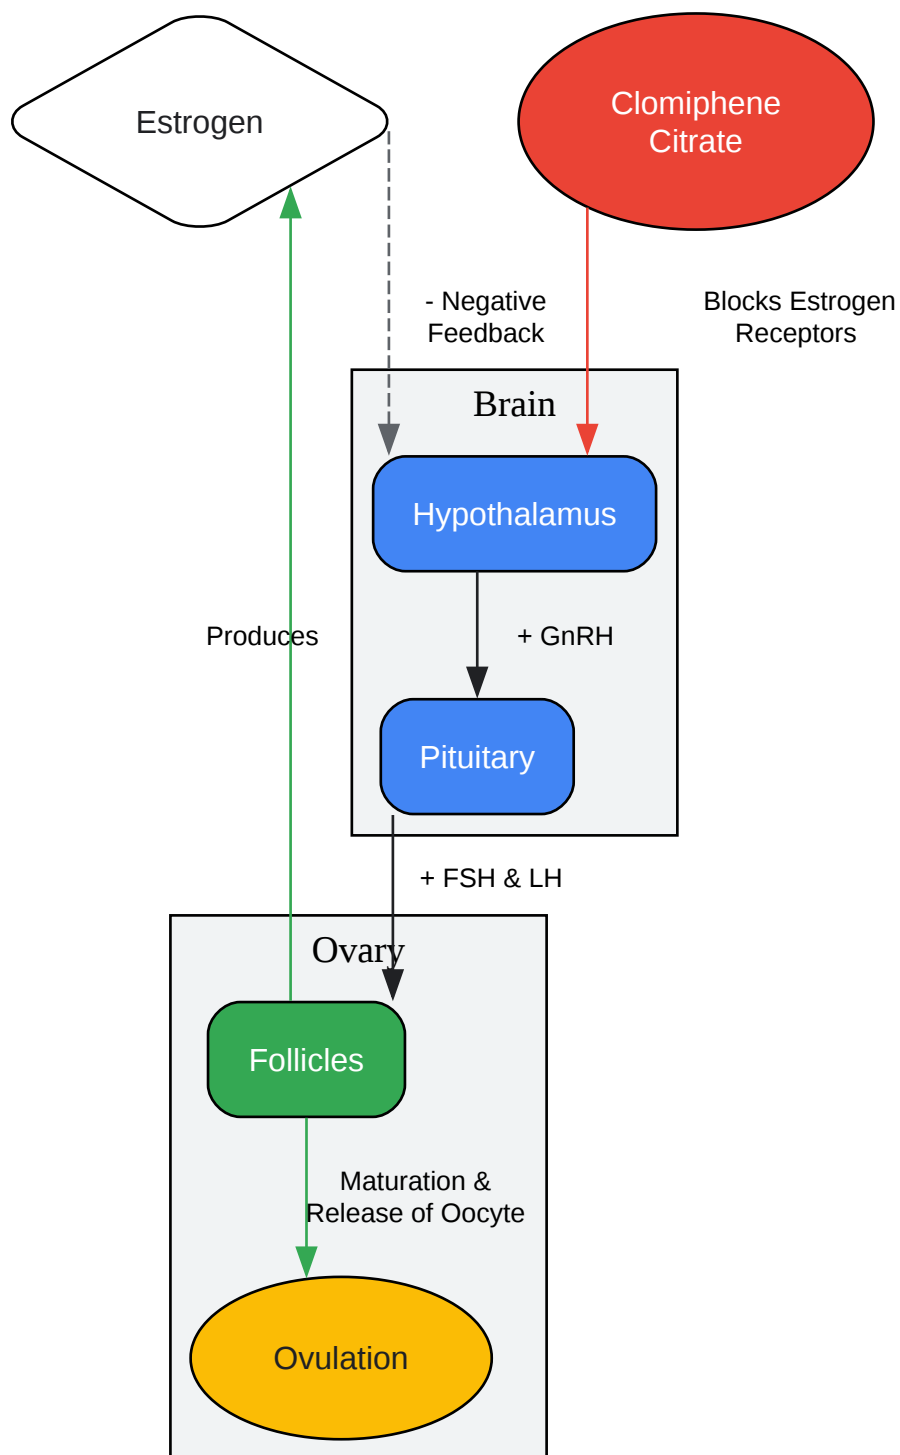 Estrogen
Clomiphene
Citrate
- Negative
Feedback
Blocks Estrogen
Receptors
Brain
Hypothalamus
Produces
+ GnRH
Pituitary
+ FSH & LH
Ovary
Follicles
Maturation &
Release of Oocyte
Ovulation